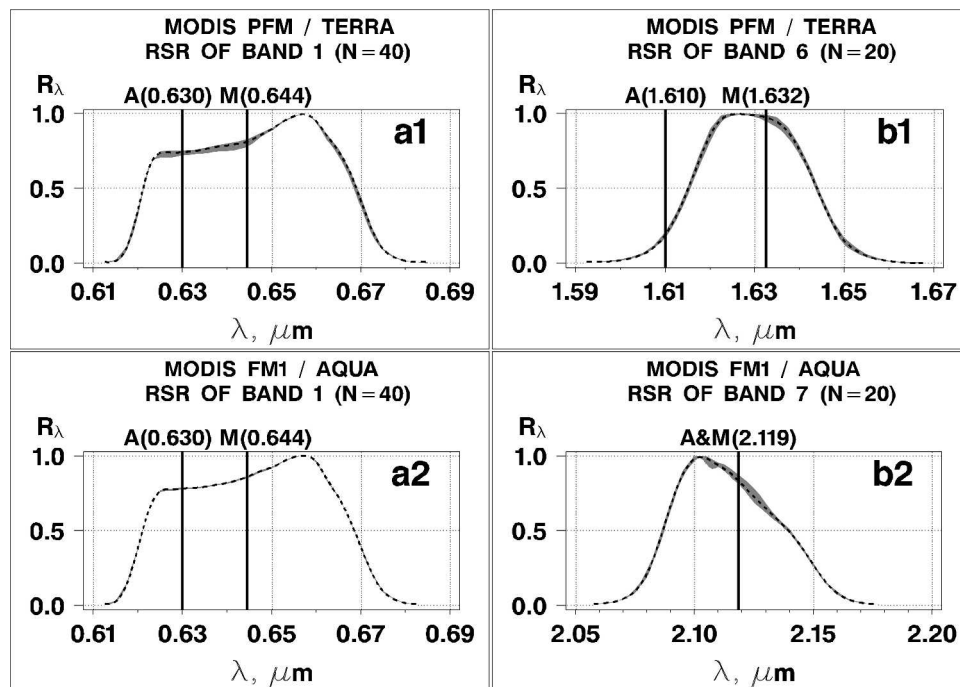 MODIS PFM / TERRA
RSR OF BAND 1 (N=40)
Rλ
A(0.630) M(0.644)
a1
1.0
0.5
0.0
0.61 0.63 0.65 0.67 0.69
λ, μm
MODIS PFM / TERRA
RSR OF BAND 6 (N=20)
Rλ
A(1.610) M(1.632)
b1
1.0
0.5
0.0
1.59 1.61 1.63 1.65 1.67
λ, μm
MODIS FM1 / AQUA
RSR OF BAND 1 (N=40)
Rλ
A(0.630) M(0.644)
a2
1.0
0.5
0.0
0.61 0.63 0.65 0.67 0.69
λ, μm
MODIS FM1 / AQUA
RSR OF BAND 7 (N=20)
Rλ
A&M(2.119)
b2
1.0
0.5
0.0
2.05 2.10 2.15 2.20
λ, μm